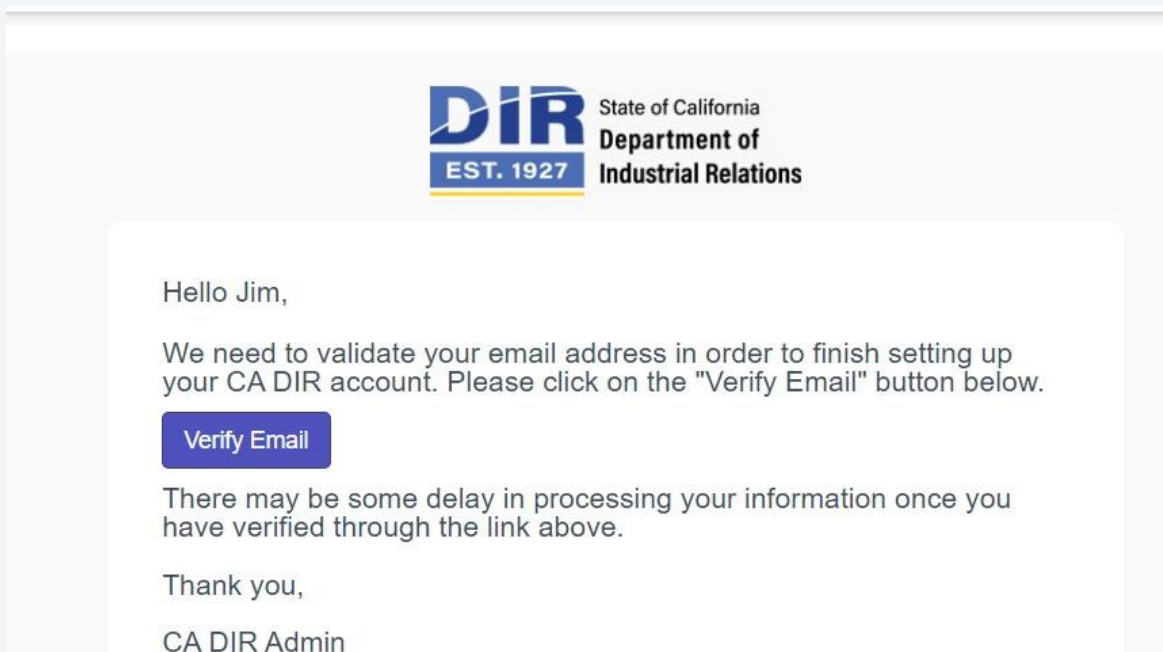 DIR
EST. 1927
State of California
Department of
Industrial Relations
Hello Jim,
We need to validate your email address in order to finish setting up
your CA DIR account. Please click on the "Verify Email" button below.
Verify Email
There may be some delay in processing your information once you
have verified through the link above.
Thank you,
CA DIR Admin